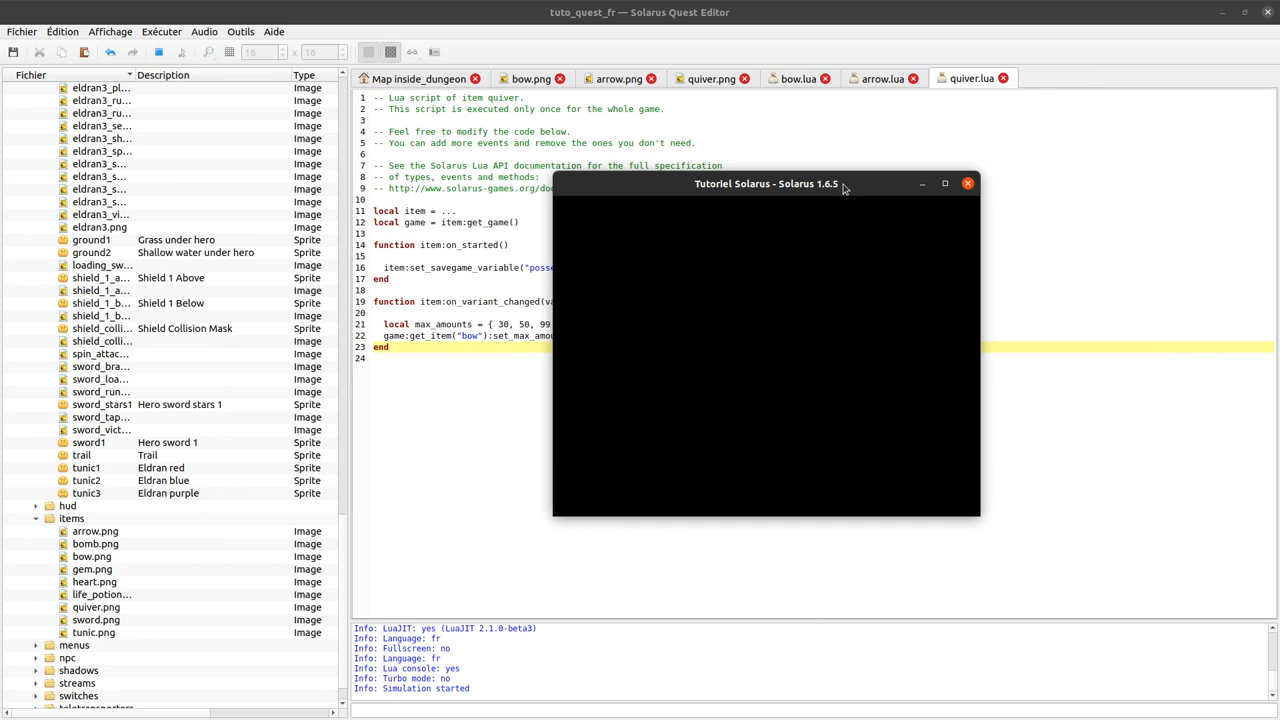 tuto_quest_fr — Solarus Quest Editor
Fichier Édition Affichage Exécuter Audio Outils Aide
16 x 16
Fichier Description Type
eldran3_pl... Image
eldran3_ru... Image
eldran3_ru... Image
eldran3_se... Image
eldran3_sh... Image
eldran3_sp... Image
eldran3_s... Image
eldran3_s... Image
eldran3_s... Image
eldran3_s... Image
eldran3_vi... Image
eldran3.png Image
ground1 Grass under hero Sprite
ground2 Shallow water under hero Sprite
loading_sw... Image
shield_1_a... Shield 1 Above Sprite
shield_1_a... Image
shield_1_b... Shield 1 Below Sprite
shield_1_b... Image
shield_colli... Shield Collision Mask Sprite
shield_colli... Image
spin_attac... Image
sword_bra... Image
sword_loa... Image
sword_run... Image
sword_stars1 Hero sword stars 1 Sprite
sword_tap... Image
sword_vict... Image
sword1 Hero sword 1 Sprite
trail Trail Sprite
tunic1 Eldran red Sprite
tunic2 Eldran blue Sprite
tunic3 Eldran purple Sprite
hud
items
arrow.png Image
bomb.png Image
bow.png Image
gem.png Image
heart.png Image
life_potion... Image
quiver.png Image
sword.png Image
tunic.png Image
menus
npc
shadows
streams
switches
Map inside_dungeon bow.png arrow.png quiver.png bow.lua arrow.lua quiver.lua
1 -- Lua script of item quiver.
2 -- This script is executed only once for the whole game.
3
4 -- Feel free to modify the code below.
5 -- You can add more events and remove the ones you don't need.
6
7 -- See the Solarus Lua API documentation for the full specification
8 -- of types, events and methods:
9 -- http://www.solarus-games.org/do
10
11 local item = ...
12 local game = item:get_game()
13
14 function item:on_started()
15
16 item:set_savegame_variable("posse
17 end
18
19 function item:on_variant_changed(va
20
21 local max_amounts = { 30, 50, 99
22 game:get_item("bow"):set_max_amou
23 end
24
Tutoriel Solarus - Solarus 1.6.5
Info: LuaJIT: yes (LuaJIT 2.1.0-beta3)
Info: Language: fr
Info: Fullscreen: no
Info: Language: fr
Info: Lua console: yes
Info: Turbo mode: no
Info: Simulation started